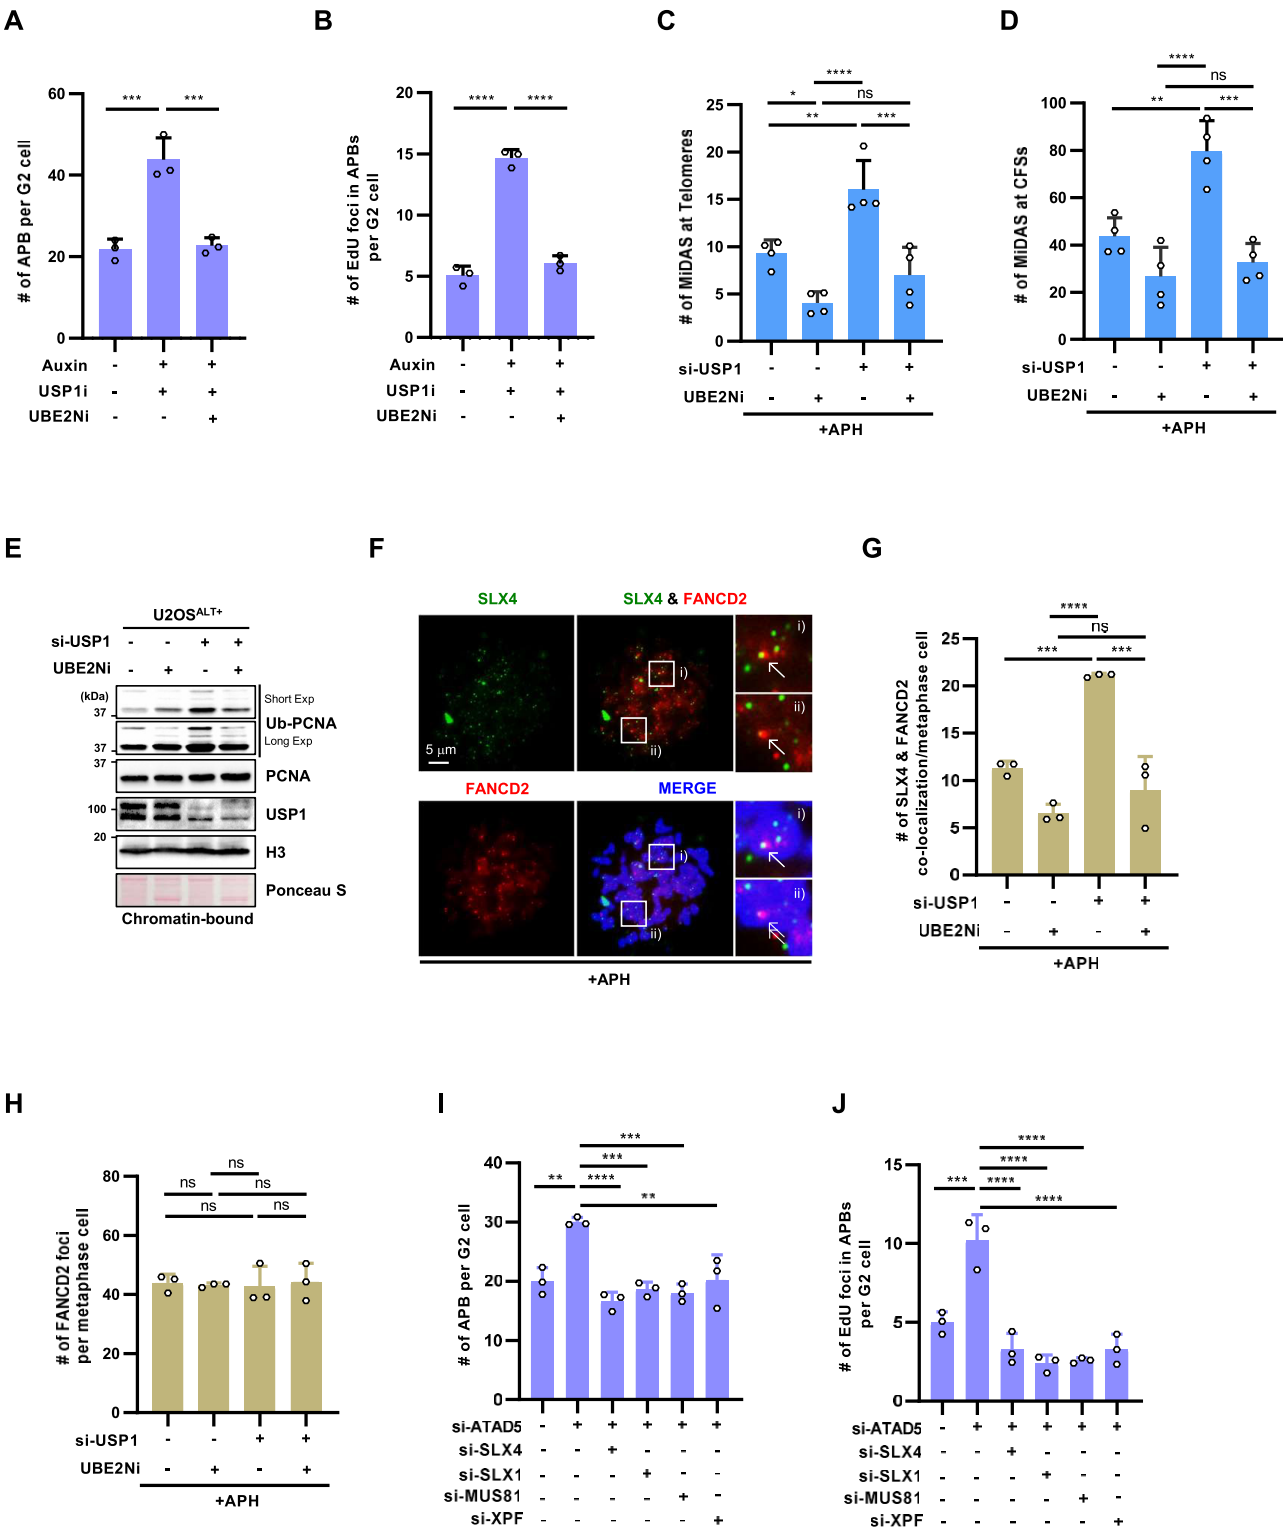 A
B
C
D
# of APB per G2 cell
60
40
20
0
*** ***
Auxin - + +
USP1i - + +
UBE2Ni - - +
# of EdU foci in APBs
per G2 cell
20
15
10
5
0
**** ****
Auxin - + +
USP1i - + +
UBE2Ni - - +
# of MiDAS at Telomeres
25
20
15
10
5
0
****
* ns
** ***
si-USP1 - - + +
UBE2Ni - + - +
+APH
# of MiDAS at CFSs
100
80
60
40
20
0
****
ns
** ***
si-USP1 - - + +
UBE2Ni - + - +
+APH
E
F
G
U2OSALT+
si-USP1 - - + +
UBE2Ni - + - +
(kDa)
Short Exp
37
Ub-PCNA
Long Exp
37
37
PCNA
100
USP1
20
H3
Ponceau S
Chromatin-bound
SLX4
SLX4 & FANCD2
i)
i)
ii)
ii)
5 μm
FANCD2
MERGE
i)
i)
ii)
ii)
+APH
# of SLX4 & FANCD2
co-localization/metaphase cell
25
20
15
10
5
0
****
ns
*** ***
si-USP1 - - + +
UBE2Ni - + - +
+APH
H
I
J
# of FANCD2 foci
per metaphase cell
80
60
40
20
0
ns
ns ns
ns ns
si-USP1 - - + +
UBE2Ni - + - +
+APH
# of APB per G2 cell
40
30
20
10
0
***
***
** ****
**
si-ATAD5 - + + + + +
si-SLX4 - - + - - -
si-SLX1 - - - + - -
si-MUS81 - - - - + -
si-XPF - - - - - +
# of EdU foci in APBs
per G2 cell
15
10
5
0
****
****
*** ****
****
si-ATAD5 - + + + + +
si-SLX4 - - + - - -
si-SLX1 - - - + - -
si-MUS81 - - - - + -
si-XPF - - - - - +